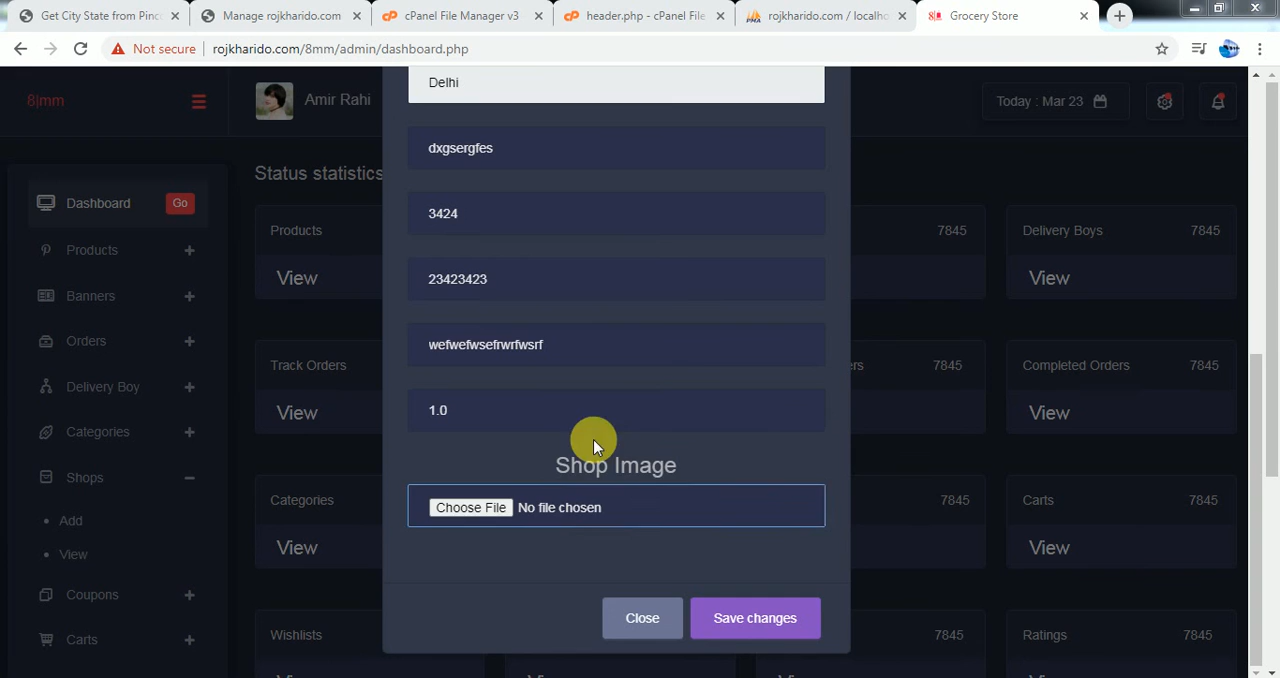 Get City State from Pinc
Manage rojkharido.com
cPanel File Manager v3
header.php - cPanel File
rojkharido.com / localho
Grocery Store
Not secure
rojkharido.com/8mm/admin/dashboard.php
8|mm
Amir Rahi
Today : Mar 23
Delhi
dxgsergfes
3424
23423423
wefwefwsefrwrfwsrf
1.0
Shop Image
Choose File No file chosen
Close
Save changes
Dashboard
Go
Products
Banners
Orders
Delivery Boy
Categories
Shops
Add
View
Coupons
Carts
Status statistics
Products
View
7845
Delivery Boys
7845
View
Track Orders
View
7845
Completed Orders
7845
View
Categories
View
7845
Carts
7845
View
Wishlists
7845
Ratings
7845